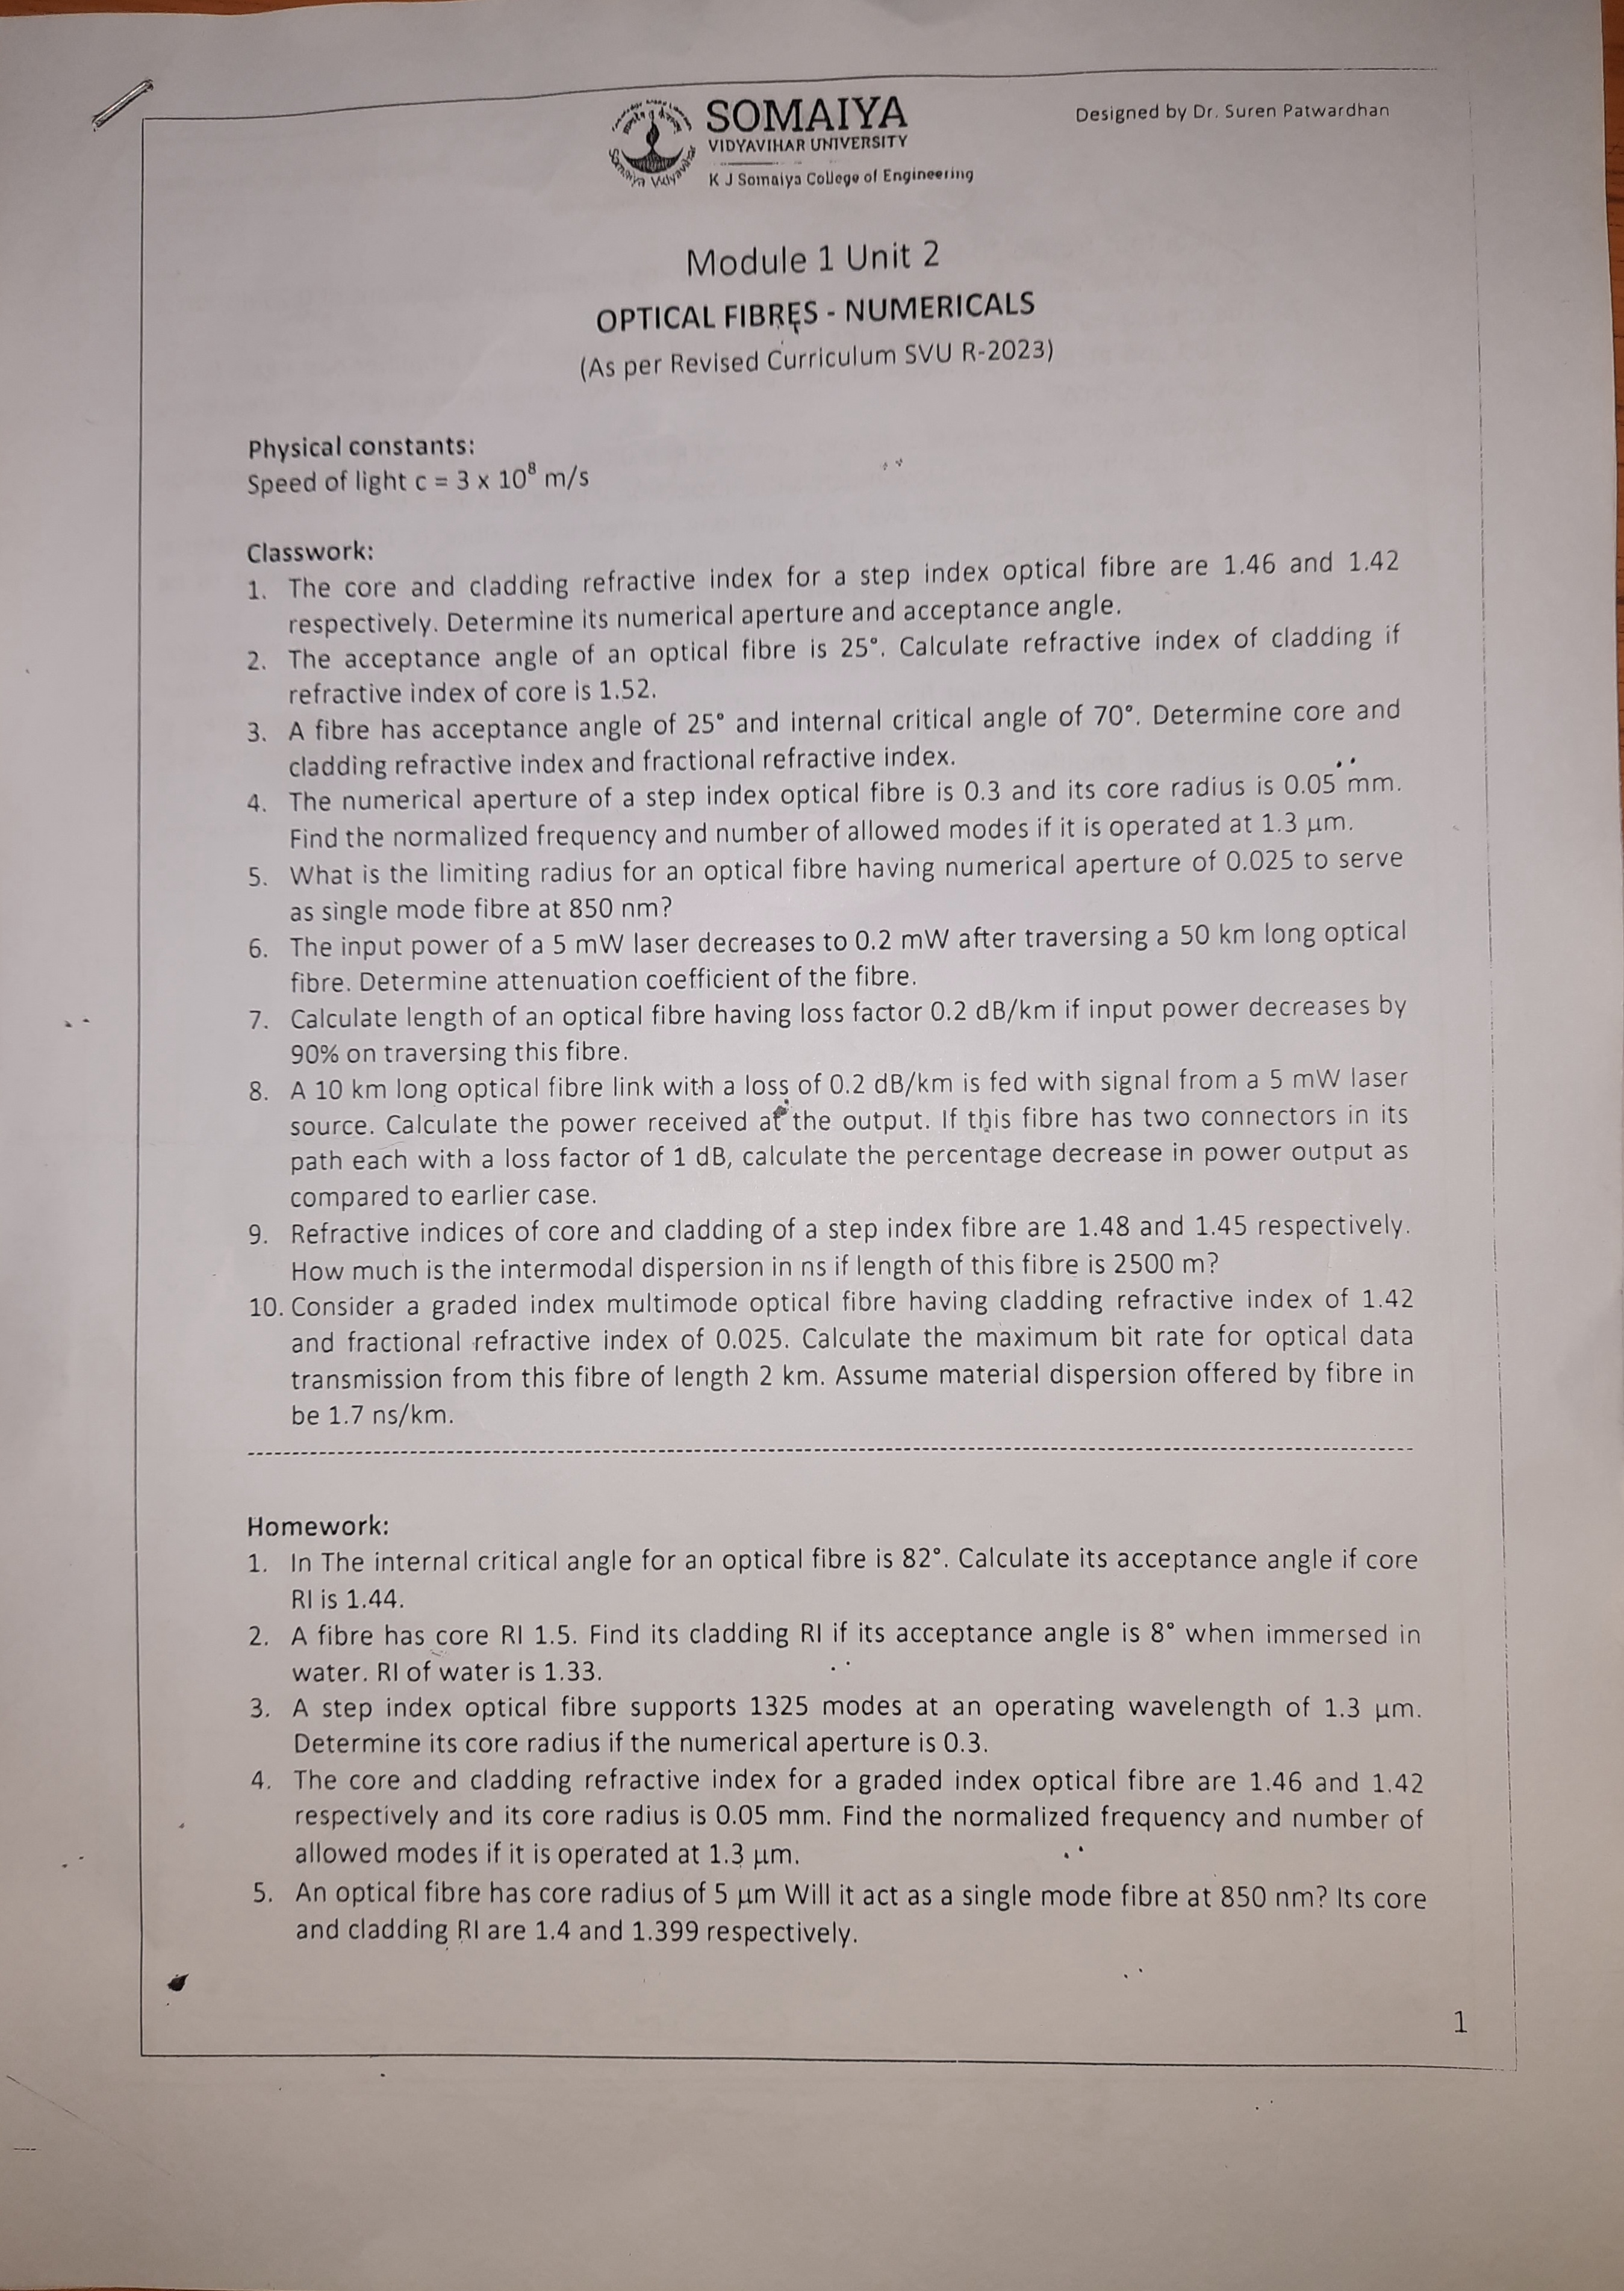 Designed by Dr. Suren Patwardhan
SOMAIYA
VIDYAVIHAR UNIVERSITY
K J Somaiya College of Engineering
Somaiya Vidyavihar
Module 1 Unit 2
OPTICAL FIBRES - NUMERICALS
(As per Revised Curriculum SVU R-2023)
Physical constants:
Speed of light c = 3 x 10⁸ m/s
Classwork:
1. The core and cladding refractive index for a step index optical fibre are 1.46 and 1.42
respectively. Determine its numerical aperture and acceptance angle.
2. The acceptance angle of an optical fibre is 25°. Calculate refractive index of cladding if
refractive index of core is 1.52.
3. A fibre has acceptance angle of 25° and internal critical angle of 70°. Determine core and
cladding refractive index and fractional refractive index.
4. The numerical aperture of a step index optical fibre is 0.3 and its core radius is 0.05 mm.
Find the normalized frequency and number of allowed modes if it is operated at 1.3 µm.
5. What is the limiting radius for an optical fibre having numerical aperture of 0.025 to serve
as single mode fibre at 850 nm?
6. The input power of a 5 mW laser decreases to 0.2 mW after traversing a 50 km long optical
fibre. Determine attenuation coefficient of the fibre.
7. Calculate length of an optical fibre having loss factor 0.2 dB/km if input power decreases by
90% on traversing this fibre.
8. A 10 km long optical fibre link with a loss of 0.2 dB/km is fed with signal from a 5 mW laser
source. Calculate the power received at the output. If this fibre has two connectors in its
path each with a loss factor of 1 dB, calculate the percentage decrease in power output as
compared to earlier case.
9. Refractive indices of core and cladding of a step index fibre are 1.48 and 1.45 respectively.
How much is the intermodal dispersion in ns if length of this fibre is 2500 m?
10. Consider a graded index multimode optical fibre having cladding refractive index of 1.42
and fractional refractive index of 0.025. Calculate the maximum bit rate for optical data
transmission from this fibre of length 2 km. Assume material dispersion offered by fibre in
be 1.7 ns/km.
Homework:
1. In The internal critical angle for an optical fibre is 82°. Calculate its acceptance angle if core
RI is 1.44.
2. A fibre has core RI 1.5. Find its cladding RI if its acceptance angle is 8° when immersed in
water. RI of water is 1.33.
3. A step index optical fibre supports 1325 modes at an operating wavelength of 1.3 µm.
Determine its core radius if the numerical aperture is 0.3.
4. The core and cladding refractive index for a graded index optical fibre are 1.46 and 1.42
respectively and its core radius is 0.05 mm. Find the normalized frequency and number of
allowed modes if it is operated at 1.3 µm.
5. An optical fibre has core radius of 5 µm Will it act as a single mode fibre at 850 nm? Its core
and cladding RI are 1.4 and 1.399 respectively.
1